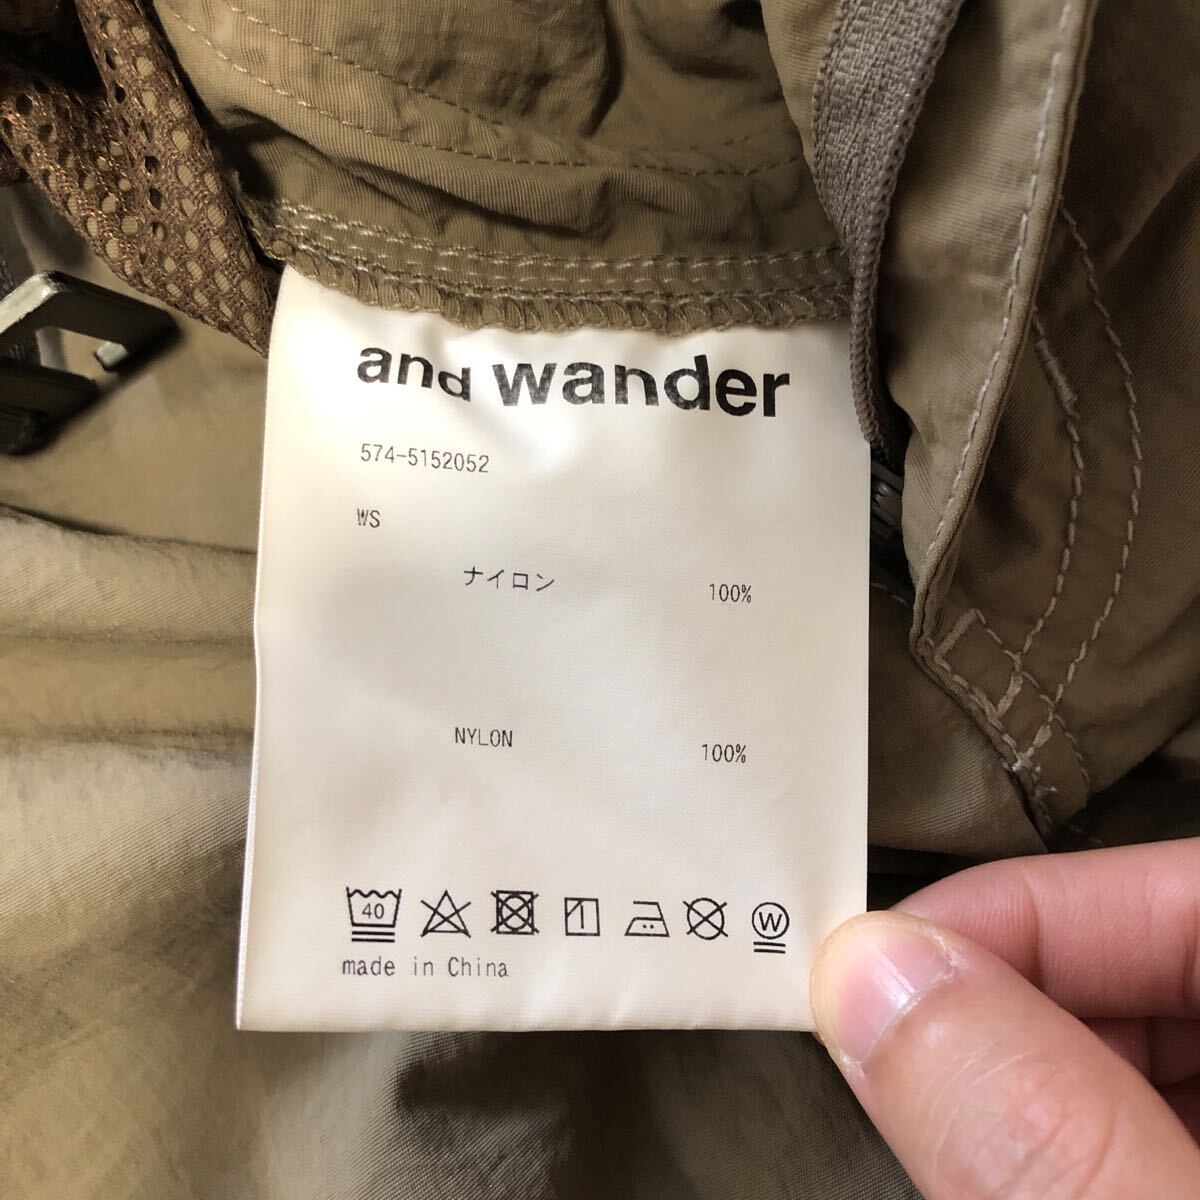 and wander
574-5152052
WS
ナイロン 100%
NYLON 100%
40 W
made in China